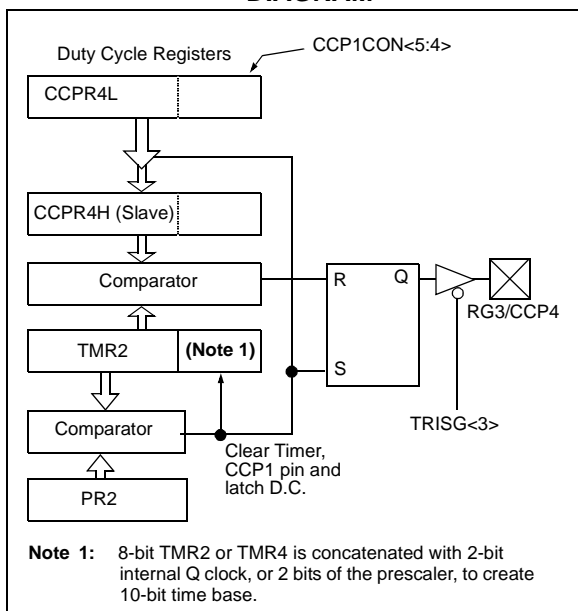 DIAGRAM
Duty Cycle Registers
CCP1CON<5:4>
CCPR4L
CCPR4H (Slave)
Comparator
R
Q
RG3/CCP4
TMR2
(Note 1)
S
Comparator
TRISG<3>
Clear Timer,
CCP1 pin and
latch D.C.
PR2
Note 1: 8-bit TMR2 or TMR4 is concatenated with 2-bit
internal Q clock, or 2 bits of the prescaler, to create
10-bit time base.